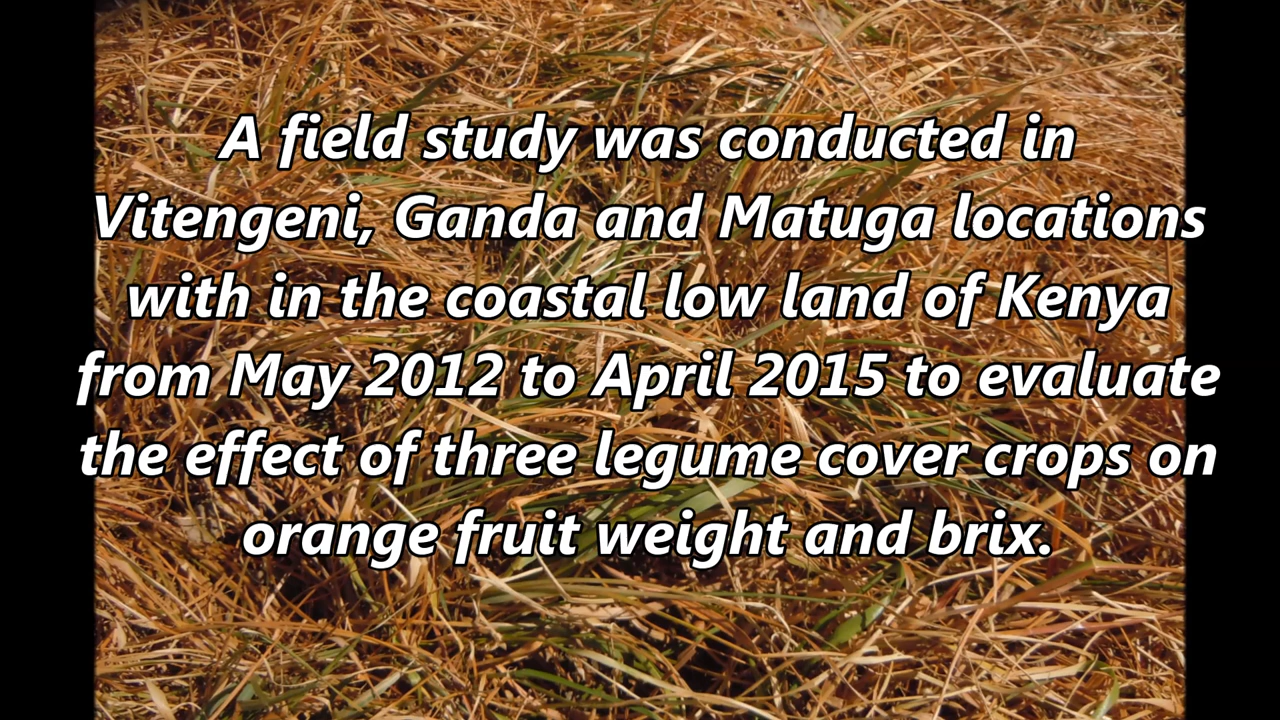 A field study was conducted in
Vitengeni, Ganda and Matuga locations
with in the coastal low land of Kenya
from May 2012 to April 2015 to evaluate
the effect of three legume cover crops on
orange fruit weight and brix.